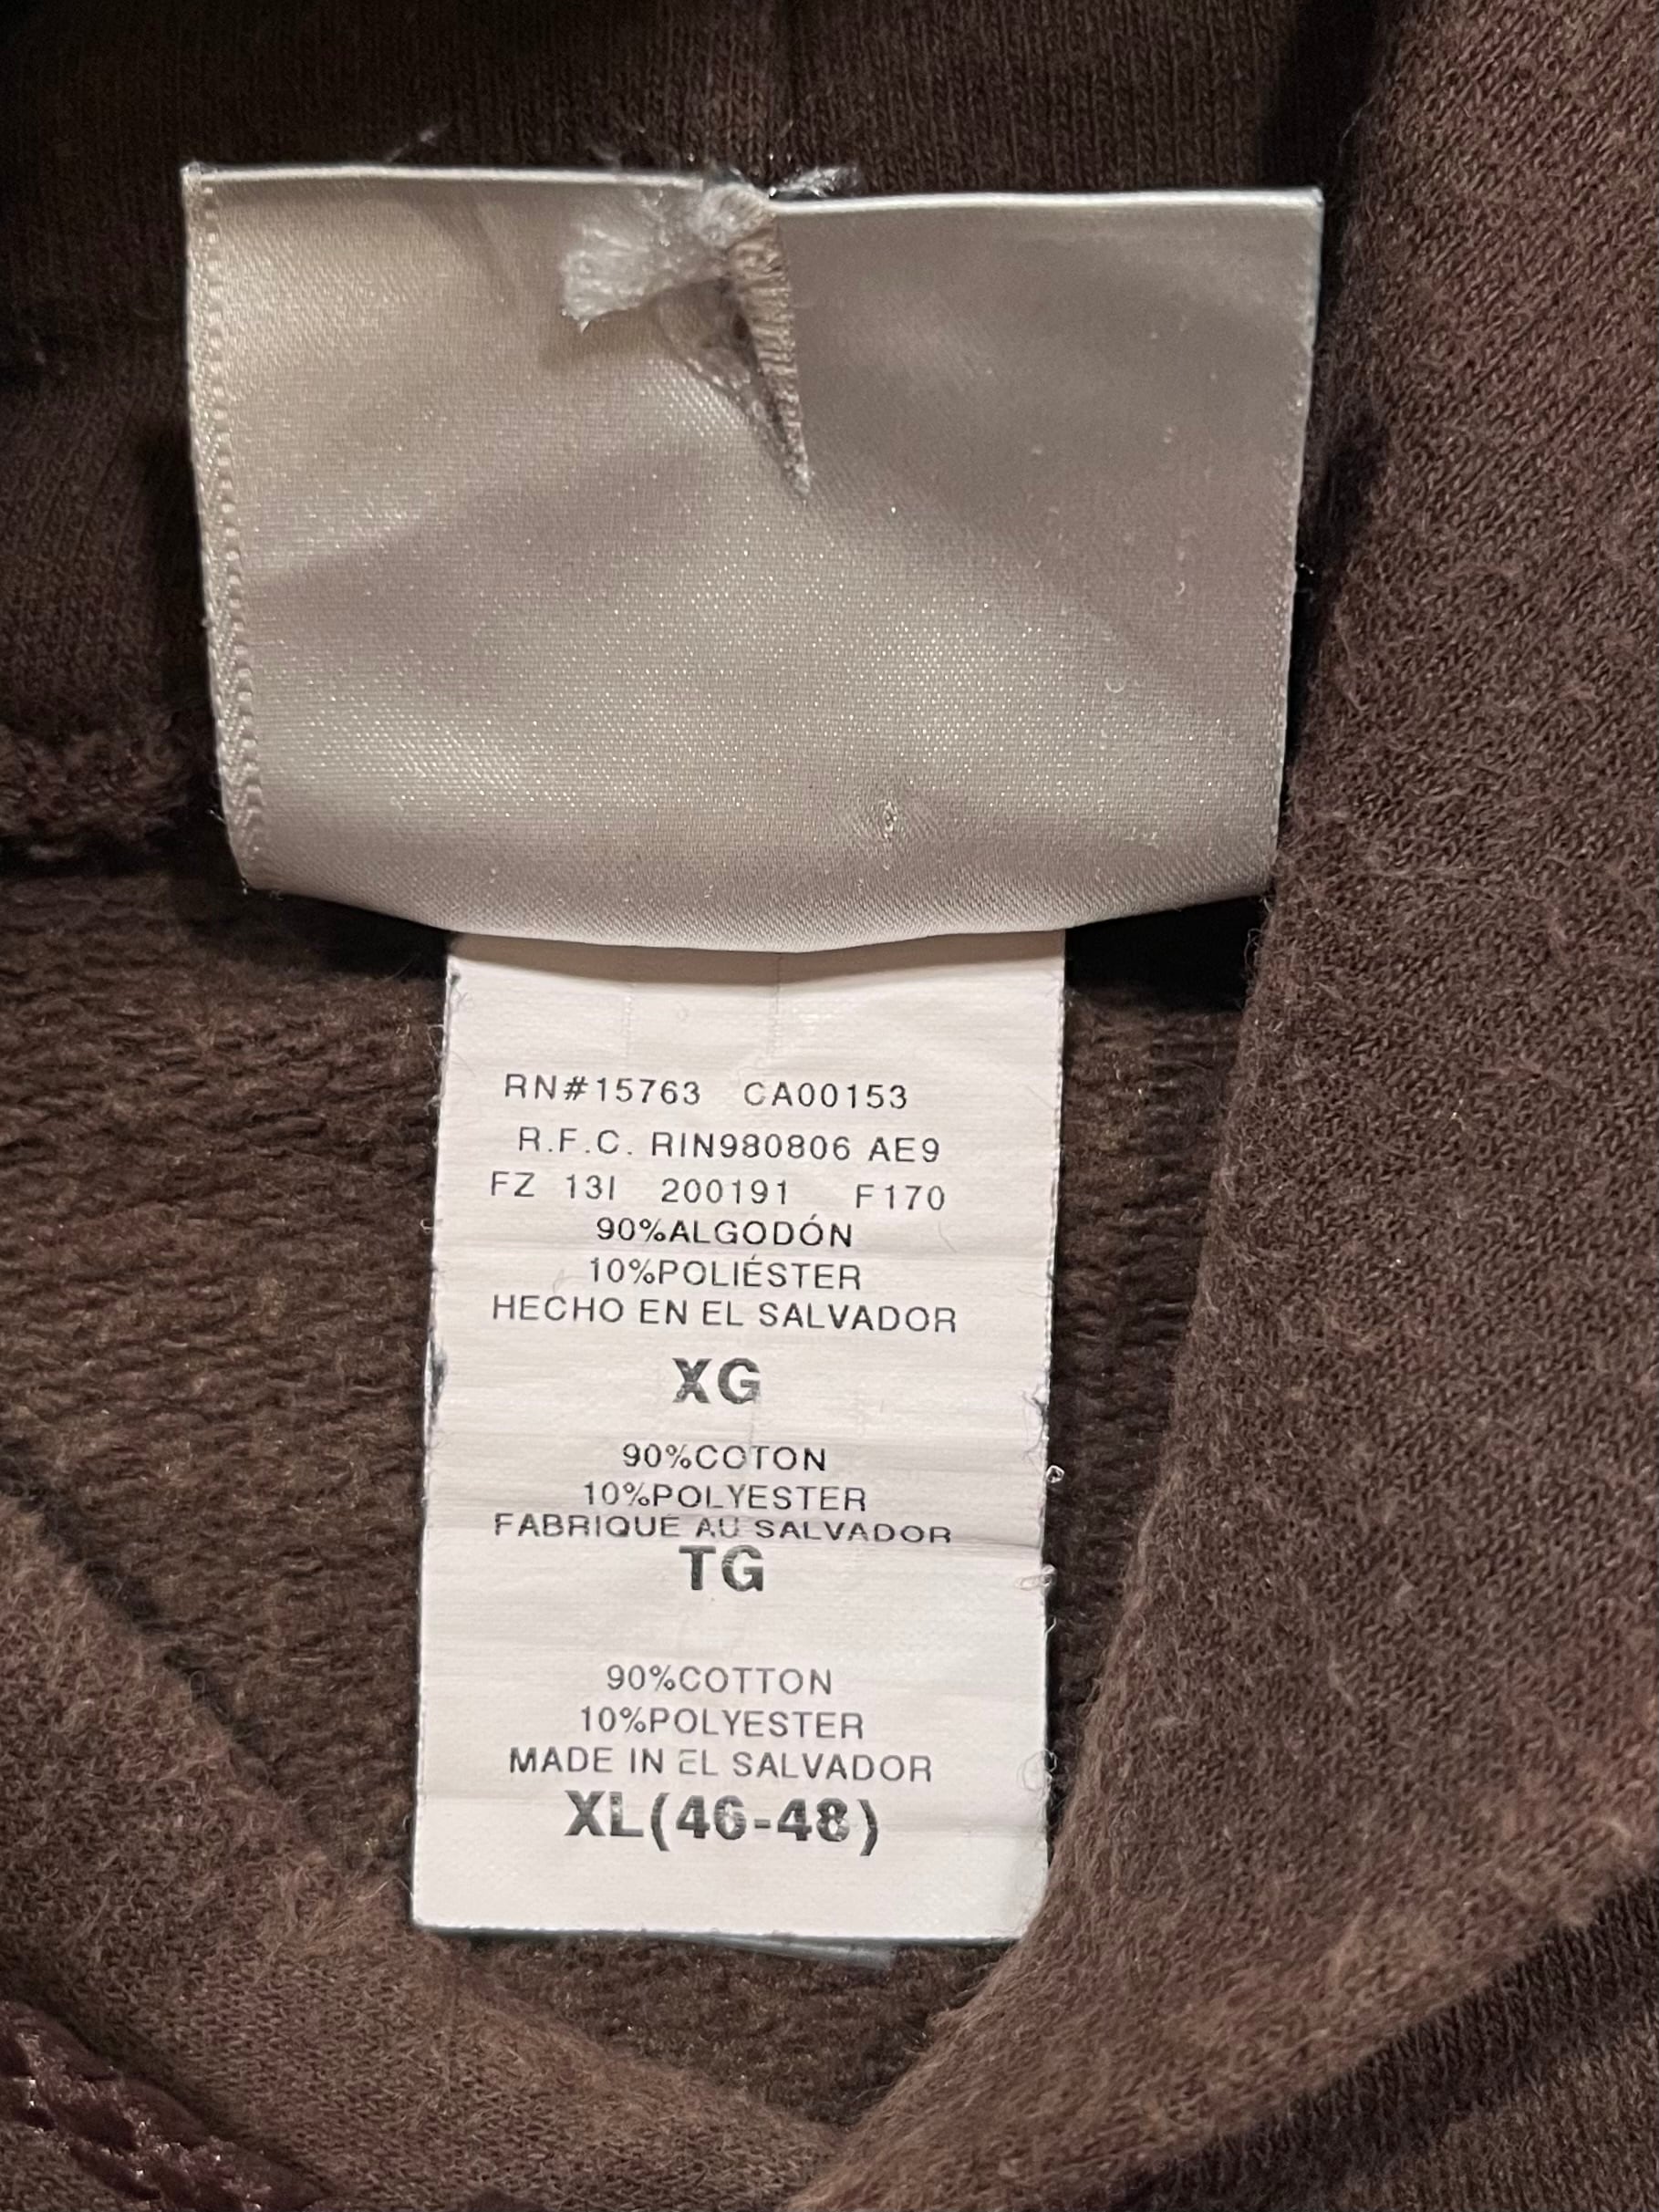 RN#15763 CA00153
R.F.C. RIN980806 AE9
FZ 13I 200191 F170
90%ALGODÓN
10%POLIÉSTER
HECHO EN EL SALVADOR
XG
90%COTON
10%POLYESTER
FABRIQUÉ AU SALVADOR
TG
90%COTTON
10%POLYESTER
MADE IN EL SALVADOR
XL(46-48)